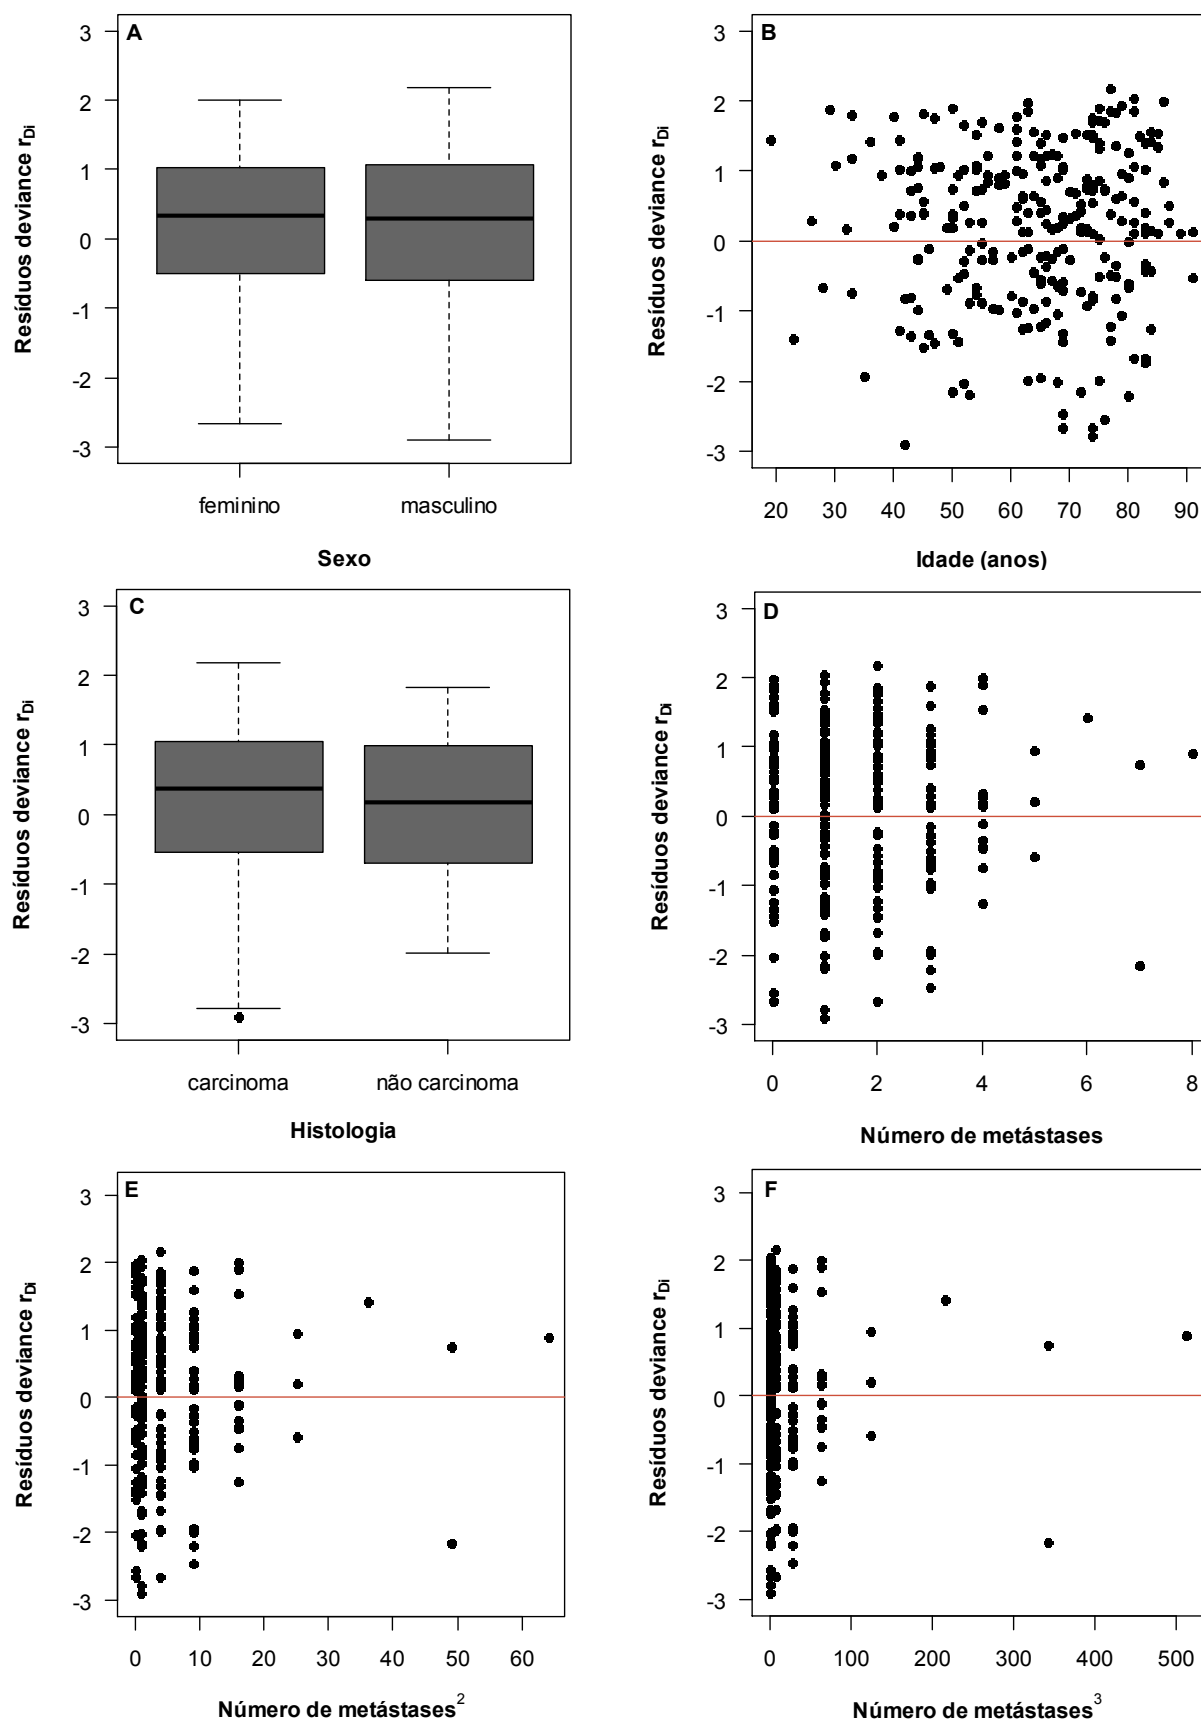 A
3
2
1
0
-1
-2
-3
Resíduos deviance rDi
feminino masculino
Sexo
B
3
2
1
0
-1
-2
-3
Resíduos deviance rDi
20 30 40 50 60 70 80 90
Idade (anos)
C
3
2
1
0
-1
-2
-3
Resíduos deviance rDi
carcinoma não carcinoma
Histologia
D
3
2
1
0
-1
-2
-3
Resíduos deviance rDi
0 2 4 6 8
Número de metástases
E
3
2
1
0
-1
-2
-3
Resíduos deviance rDi
0 10 20 30 40 50 60
Número de metástases²
F
3
2
1
0
-1
-2
-3
Resíduos deviance rDi
0 100 200 300 400 500
Número de metástases³